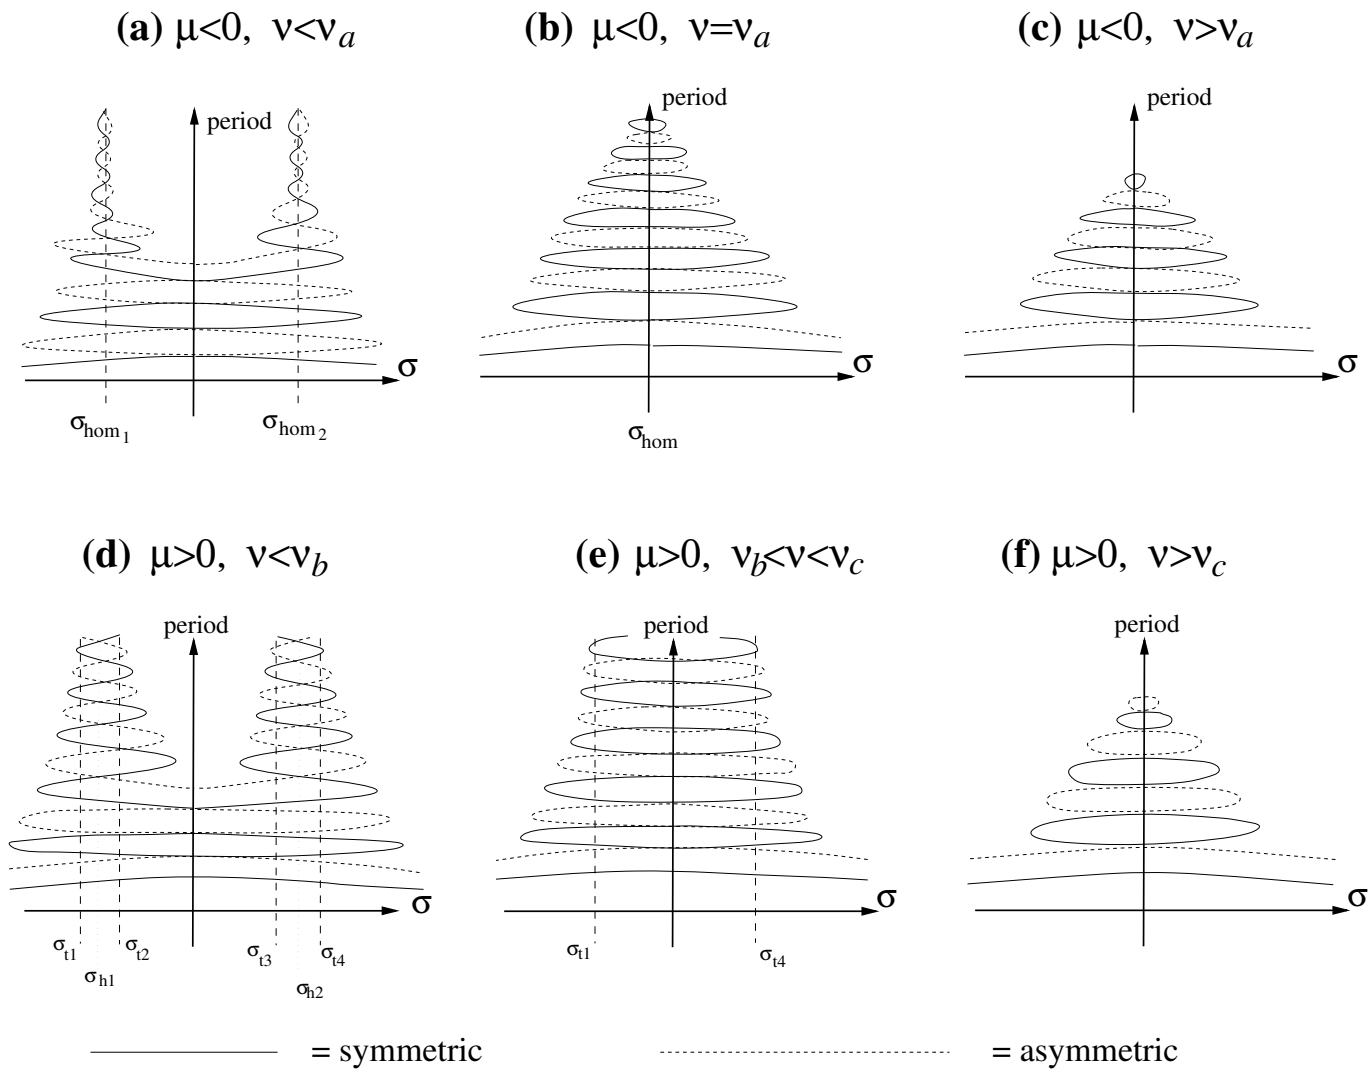 (a) μ<0, ν<νa
(b) μ<0, ν=νa
(c) μ<0, ν>νa
period
period
period
σ
σ
σ
σhom1
σhom2
σhom
(d) μ>0, ν<νb
(e) μ>0, νb<ν<νc
(f) μ>0, ν>νc
period
period
period
σ
σ
σ
σt1
σt2
σt3
σt4
σh1
σh2
σt1
σt4
= symmetric
= asymmetric